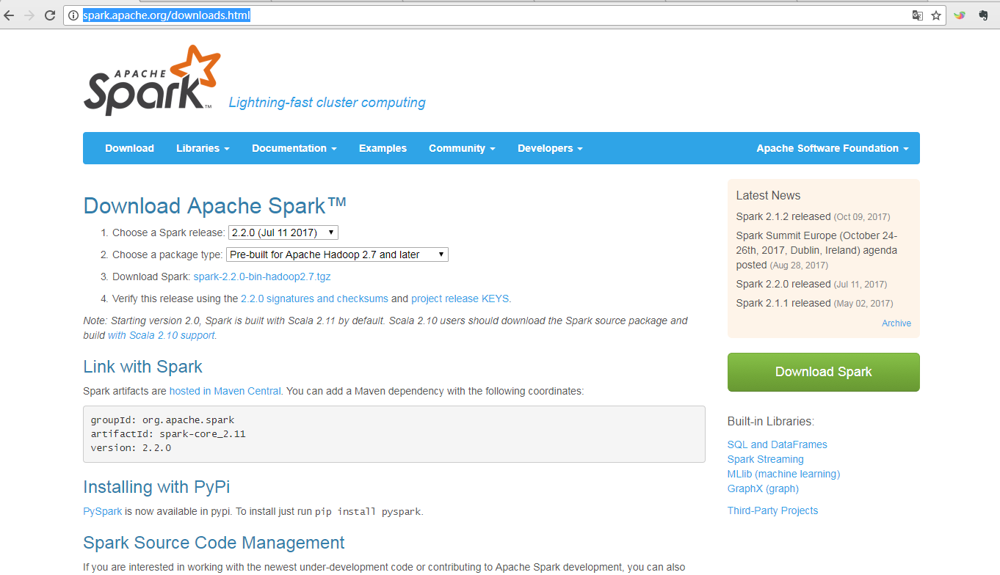 spark.apache.org/downloads.html
APACHE
Spark™
Lightning-fast cluster computing
Download Libraries Documentation Examples Community Developers Apache Software Foundation
Download Apache Spark™
1. Choose a Spark release: 2.2.0 (Jul 11 2017)
2. Choose a package type: Pre-built for Apache Hadoop 2.7 and later
3. Download Spark: spark-2.2.0-bin-hadoop2.7.tgz
4. Verify this release using the 2.2.0 signatures and checksums and project release KEYS.
Note: Starting version 2.0, Spark is built with Scala 2.11 by default. Scala 2.10 users should download the Spark source package and
build with Scala 2.10 support.
Link with Spark
Spark artifacts are hosted in Maven Central. You can add a Maven dependency with the following coordinates:
groupId: org.apache.spark
artifactId: spark-core_2.11
version: 2.2.0
Installing with PyPi
PySpark is now available in pypi. To install just run pip install pyspark.
Spark Source Code Management
If you are interested in working with the newest under-development code or contributing to Apache Spark development, you can also
Latest News
Spark 2.1.2 released (Oct 09, 2017)
Spark Summit Europe (October 24-
26th, 2017, Dublin, Ireland) agenda
posted (Aug 28, 2017)
Spark 2.2.0 released (Jul 11, 2017)
Spark 2.1.1 released (May 02, 2017)
Archive
Download Spark
Built-in Libraries:
SQL and DataFrames
Spark Streaming
MLlib (machine learning)
GraphX (graph)
Third-Party Projects